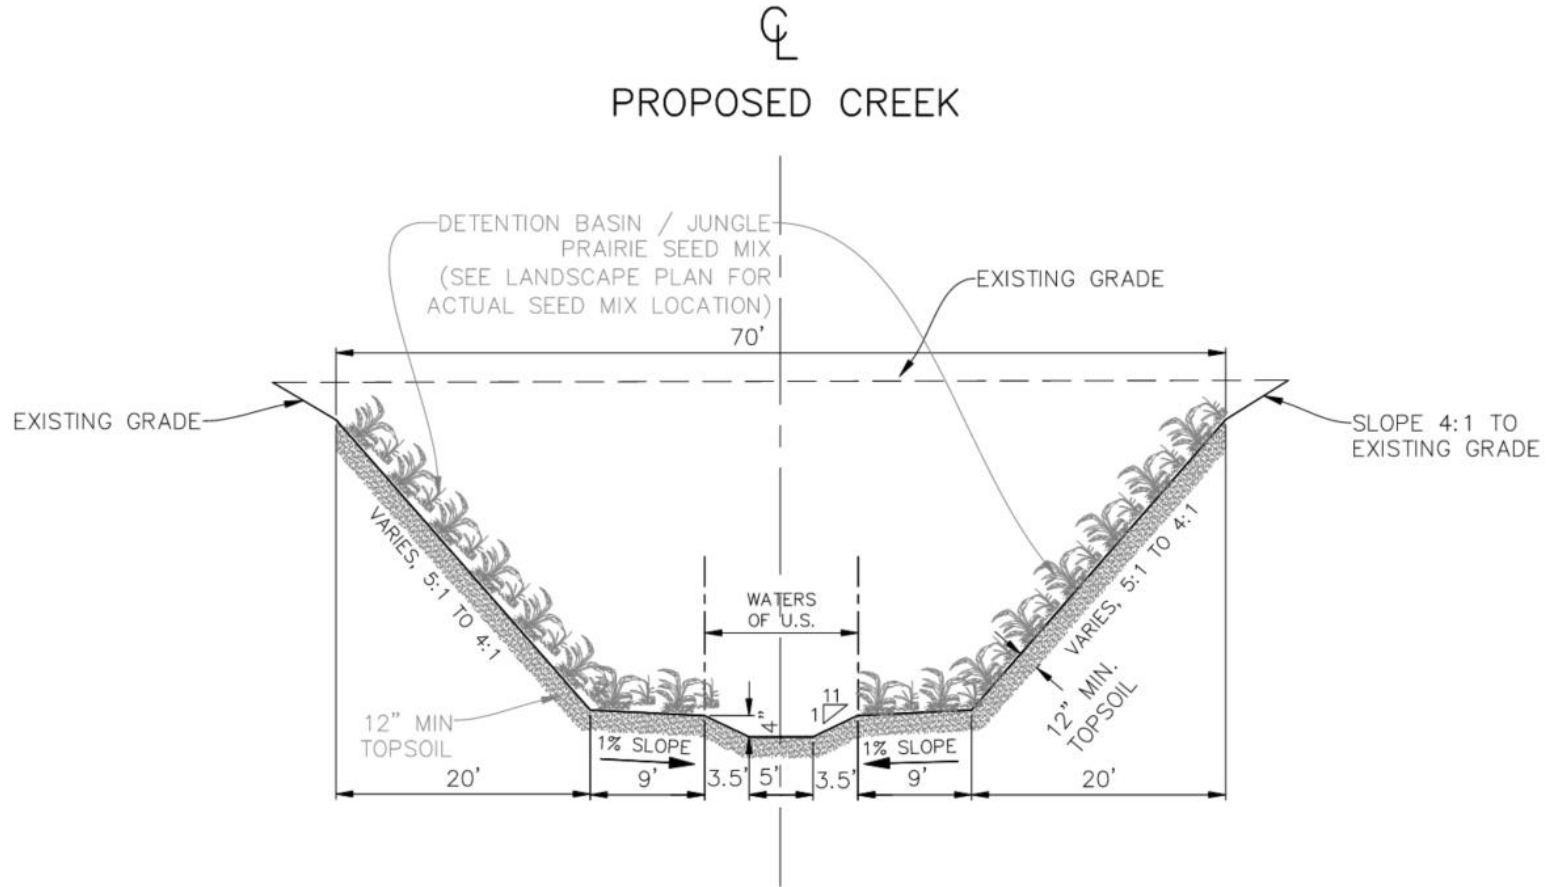 CL
PROPOSED CREEK
DETENTION BASIN / JUNGLE
PRAIRIE SEED MIX
(SEE LANDSCAPE PLAN FOR
ACTUAL SEED MIX LOCATION)
EXISTING GRADE
70'
EXISTING GRADE
SLOPE 4:1 TO
EXISTING GRADE
VARIES, 5:1 TO 4:1
VARIES, 5:1 TO 4:1
WATERS
OF U.S.
12" MIN
TOPSOIL
12" MIN.
TOPSOIL
4"
11
1
1% SLOPE
1% SLOPE
20'
9'
3.5'
5'
3.5'
9'
20'